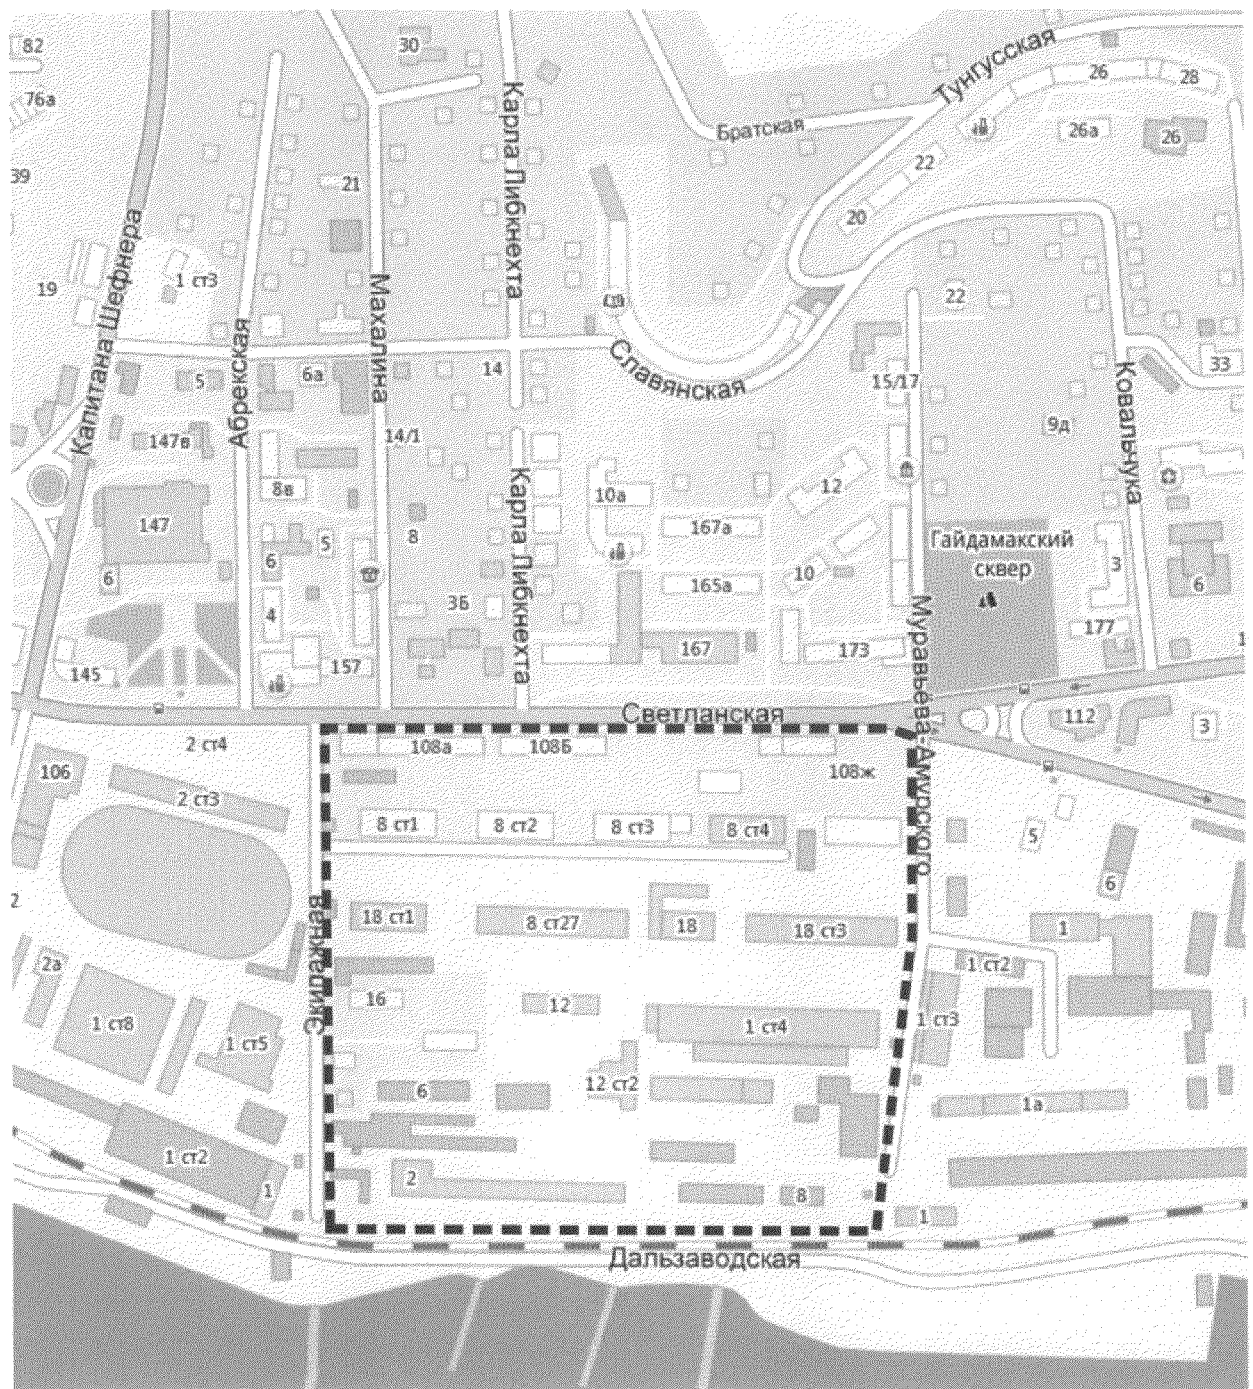 82
30
Тунгусская
26
28
76а
Карла Либкнехта
Братская
26а
26
22
39
21
20
Капитана Шефнера
1 ст3
19
Махалина
22
Абрекская
Славянская
33
5
6а
14
15/17
Ковальчука
9д
147в
14/1
8в
10а
12
Карла Либкнехта
147
167а
8
5
Гайдамакский
сквер
6
6
10
165а
3
6
4
3Б
Муравьёва-Амурского
177
145
157
167
173
Светланская
112
3
2 ст4
108а
108Б
108ж
106
2 ст3
8 ст1
8 ст2
8 ст3
8 ст4
5
6
2
18 ст1
8 ст27
18
18 ст3
1
Экипажная
2а
1 ст2
16
12
1 ст8
1 ст5
1 ст4
1 ст3
6
12 ст2
1а
1 ст2
2
1
8
1
Дальзаводская